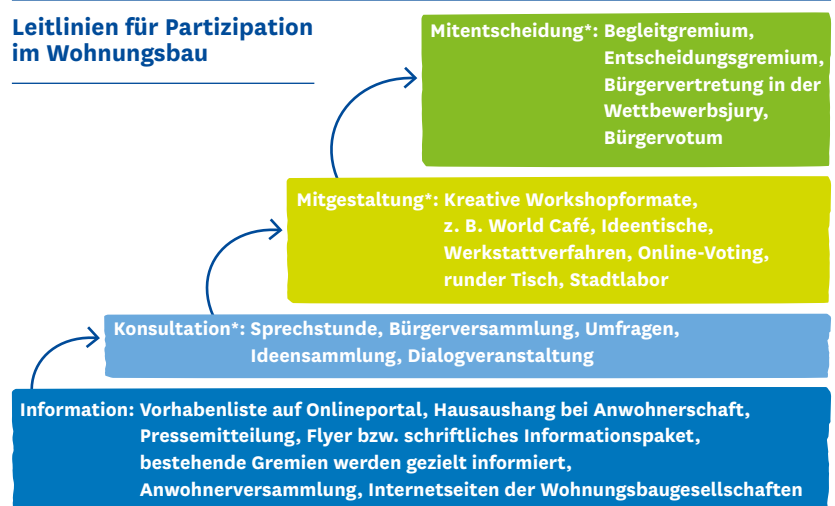 Leitlinien für Partizipation
im Wohnungsbau
Mitentscheidung*: Begleitgremium,
Entscheidungsgremium,
Bürgervertretung in der
Wettbewerbsjury,
Bürgervotum
Mitgestaltung*: Kreative Workshopformate,
z. B. World Café, Ideentische,
Werkstattverfahren, Online-Voting,
runder Tisch, Stadtlabor
Konsultation*: Sprechstunde, Bürgerversammlung, Umfragen,
Ideensammlung, Dialogveranstaltung
Information: Vorhabenliste auf Onlineportal, Hausaushang bei Anwohnerschaft,
Pressemitteilung, Flyer bzw. schriftliches Informationspaket,
bestehende Gremien werden gezielt informiert,
Anwohnerversammlung, Internetseiten der Wohnungsbaugesellschaften